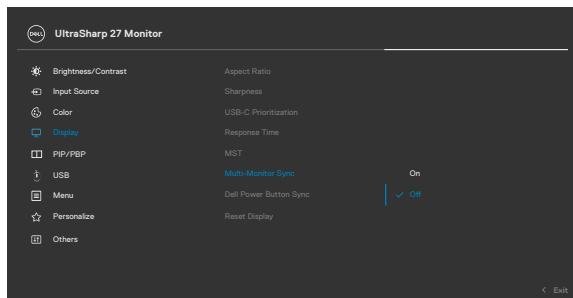 DELL UltraSharp 27 Monitor
Brightness/Contrast Aspect Ratio
Input Source Sharpness
Color USB-C Prioritization
Display Response Time
PIP/PBP MST
USB Multi-Monitor Sync On
Menu Dell Power Button Sync Off
Personalize Reset Display
Others
Exit